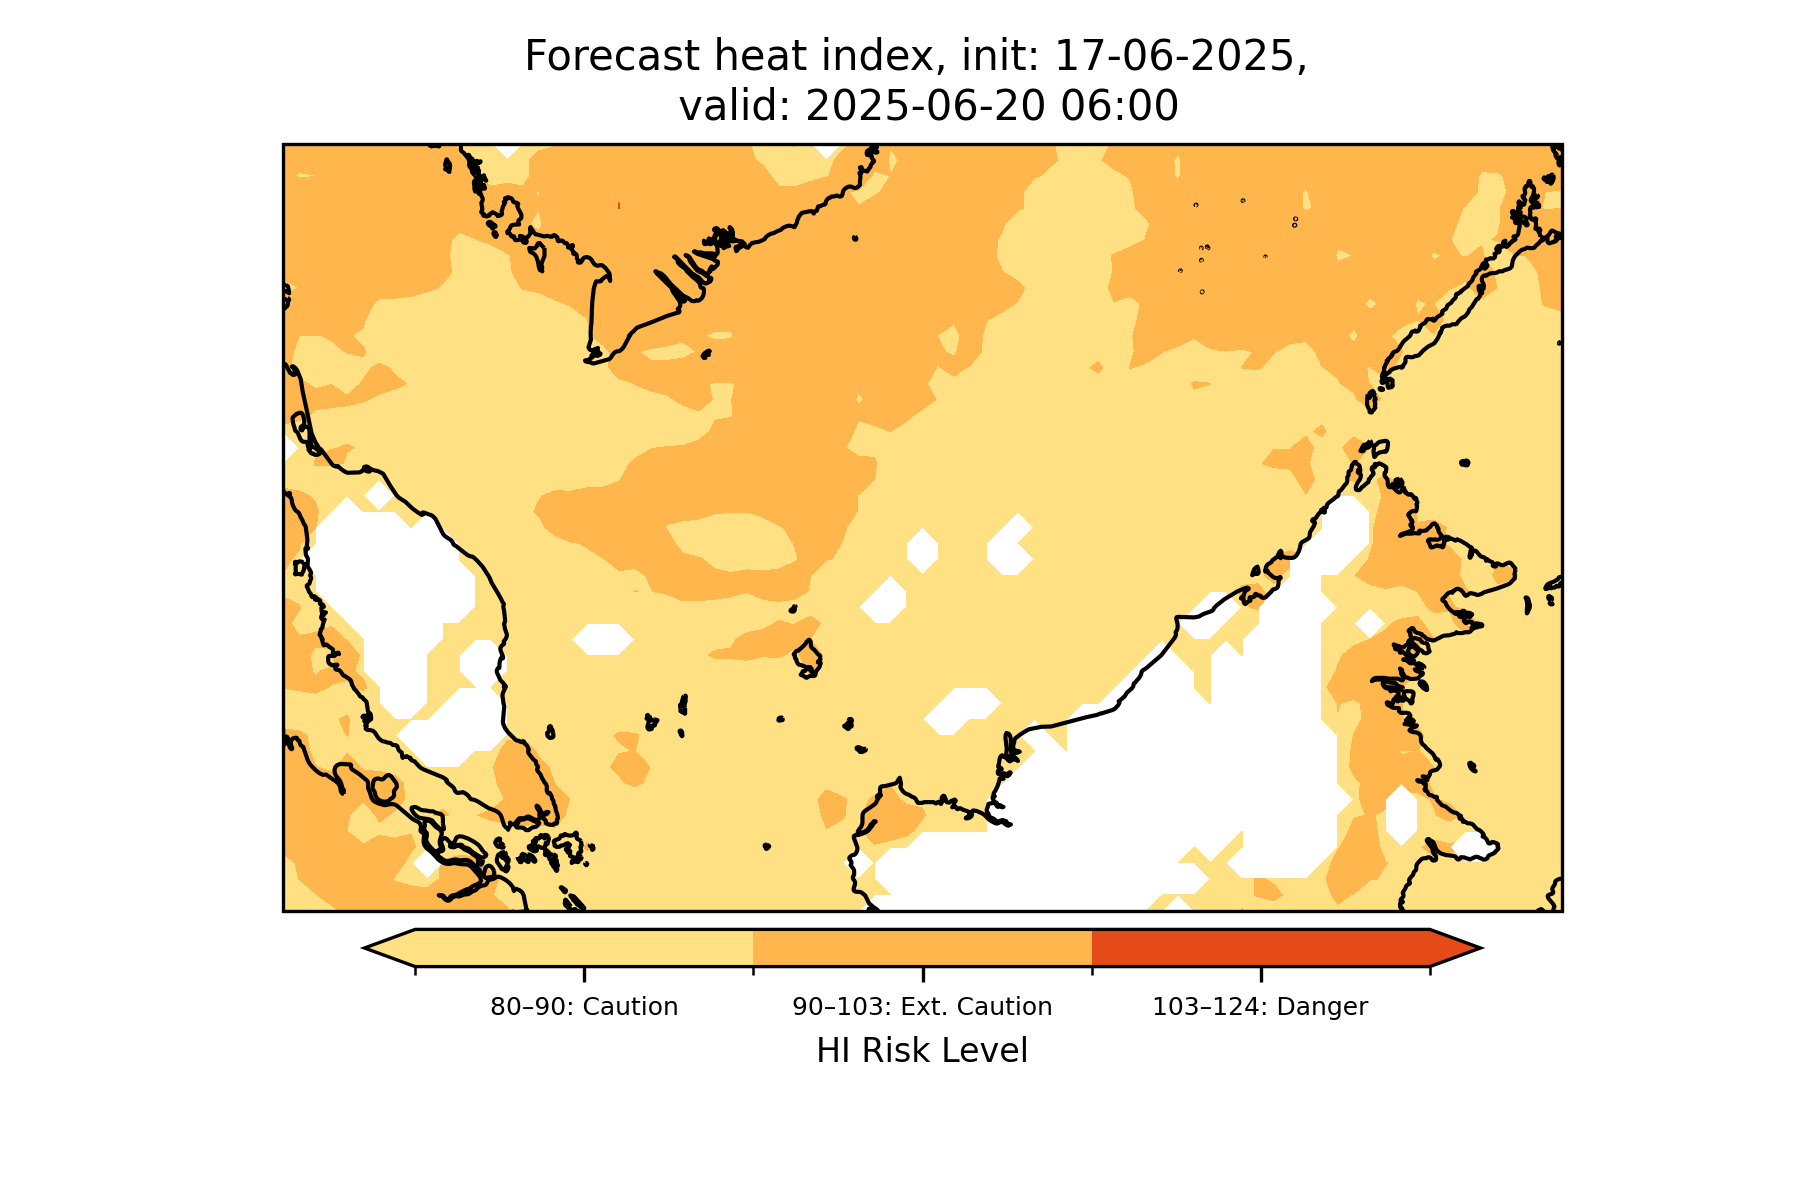 Forecast heat index, init: 17-06-2025,
valid: 2025-06-20 06:00
80–90: Caution
90–103: Ext. Caution
103–124: Danger
HI Risk Level